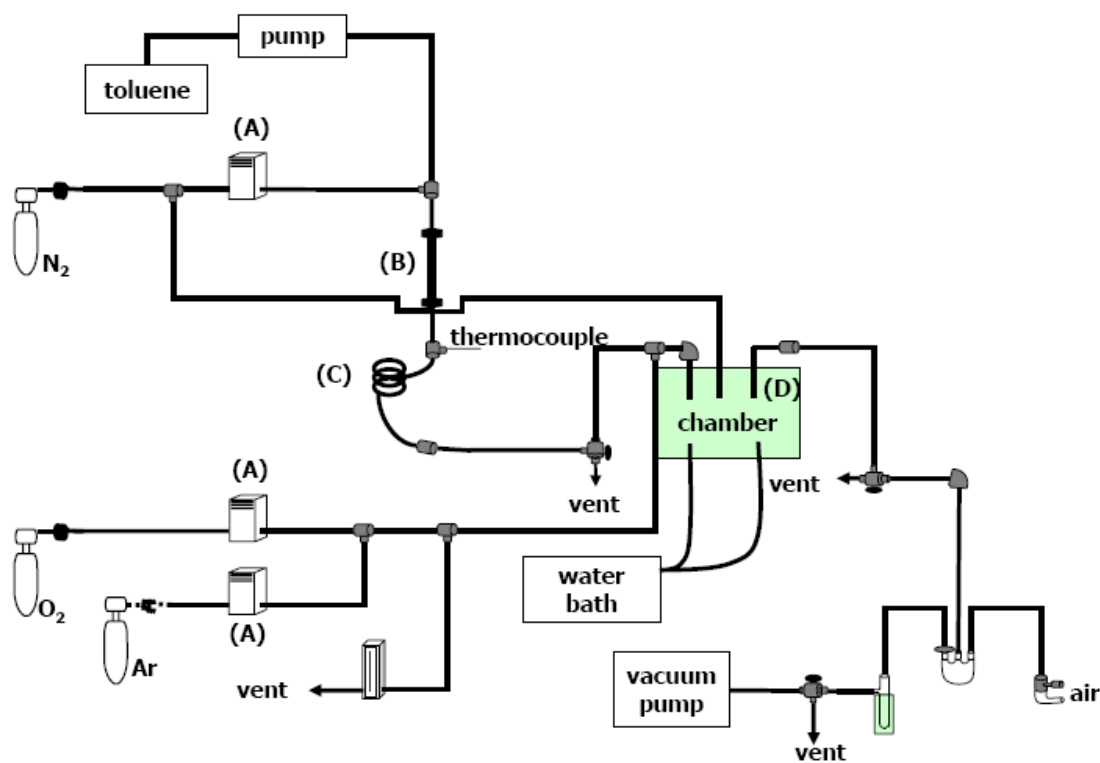 pump
toluene
(A)
N₂
(B)
thermocouple
(C)
(D)
chamber
vent
vent
(A)
O₂
water
bath
(A)
Ar
vent
vacuum
pump
air
vent